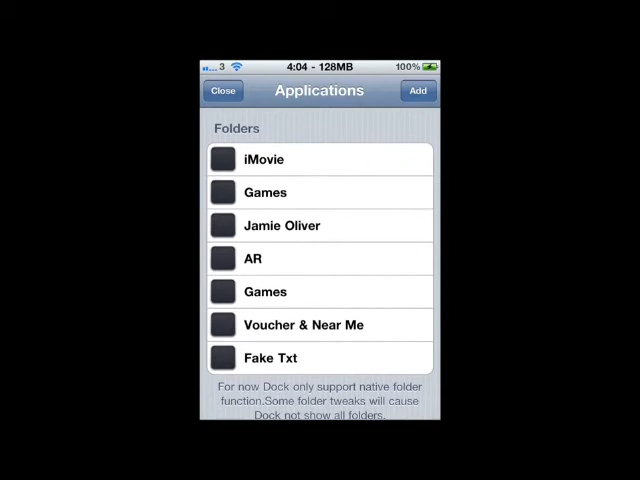 3 4:04 - 128MB 100%
Close Applications Add
Folders
iMovie
Games
Jamie Oliver
AR
Games
Voucher & Near Me
Fake Txt
For now Dock only support native folder
function.Some folder tweaks will cause
Dock not show all folders.